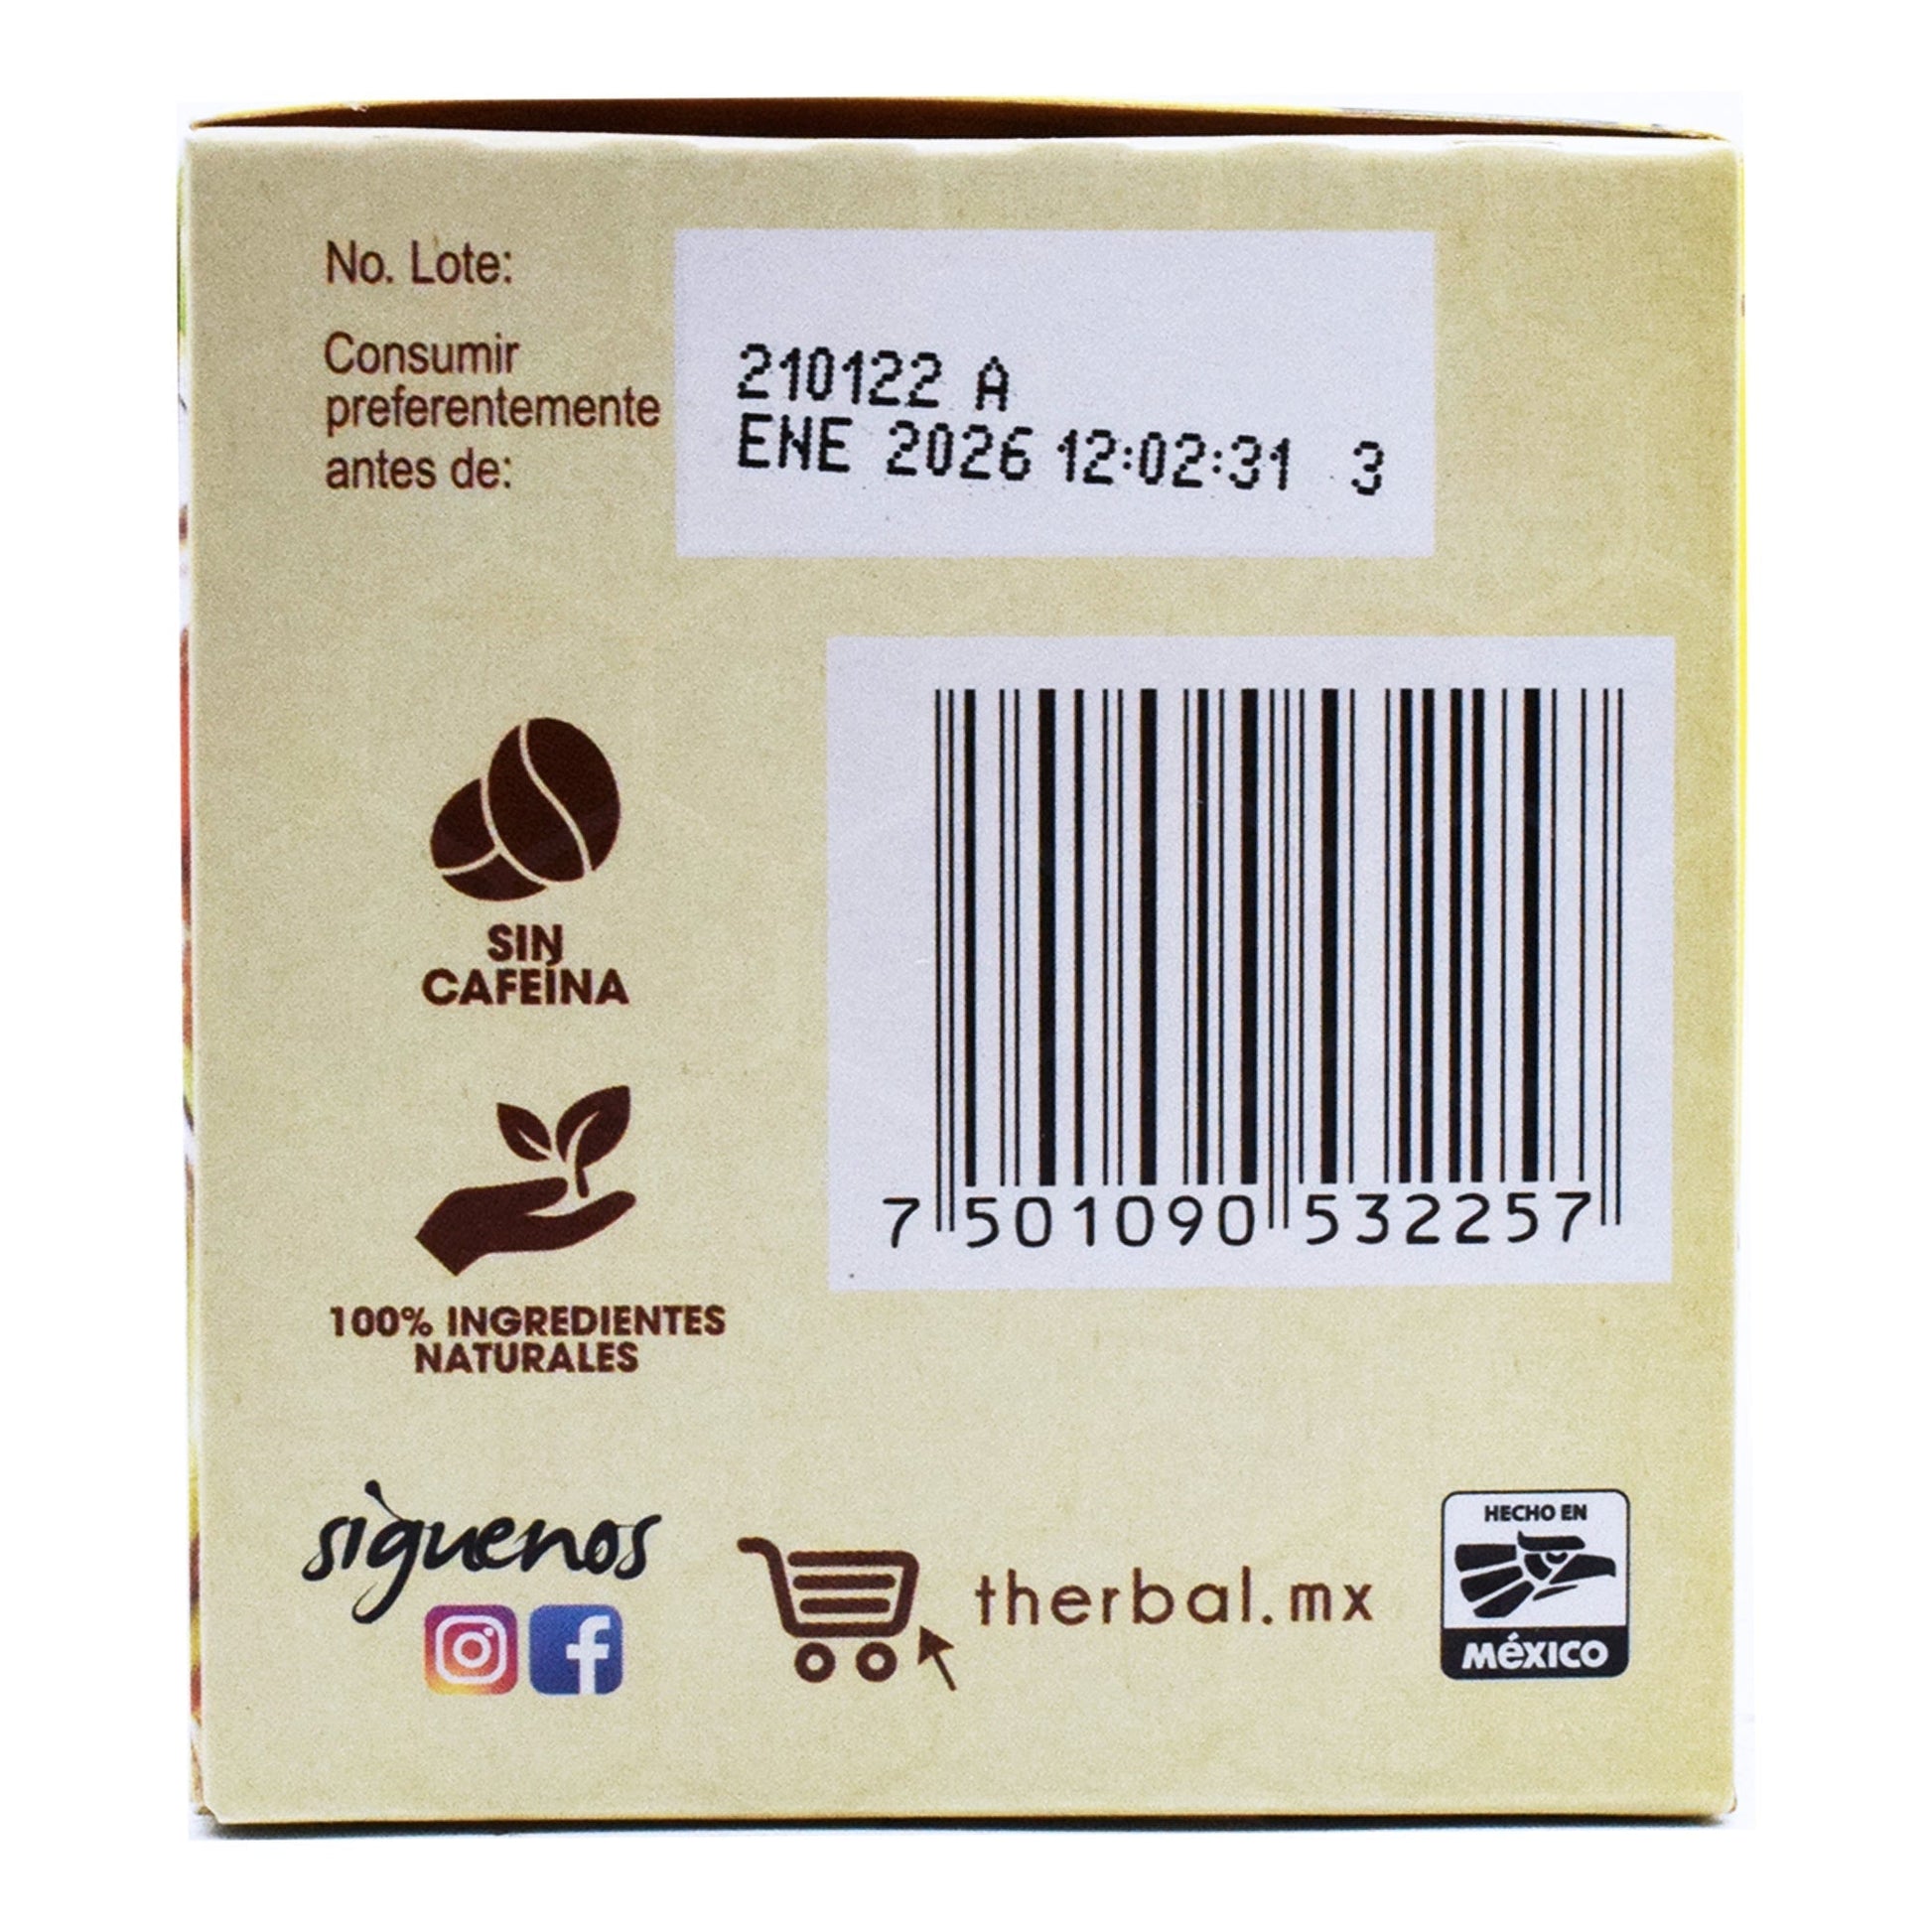 No. Lote:
Consumir
preferentemente
antes de:
210122 A
ENE 2026 12:02:31 3
SIN
CAFEÍNA
100% INGREDIENTES
NATURALES
7 501090 532257
sìguenos
therbal.mx
HECHO EN
MéXICO